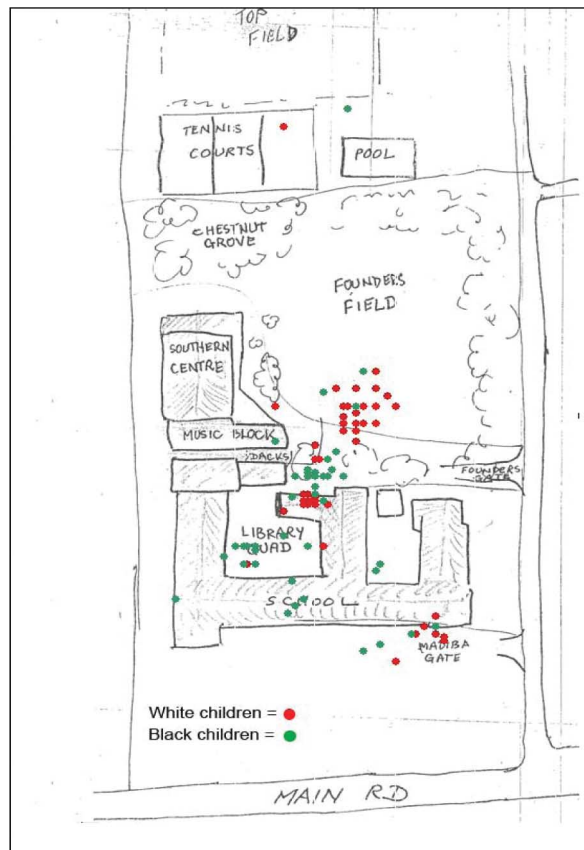 TOP
FIELD
TENNIS
COURTS
POOL
CHESTNUT
GROVE
FOUNDERS
FIELD
SOUTHERN
CENTRE
MUSIC BLOCK
DACKS
FOUNDERS
GATE
LIBRARY
QUAD
SCHOOL
MADIBA
GATE
White children =
Black children =
MAIN RD